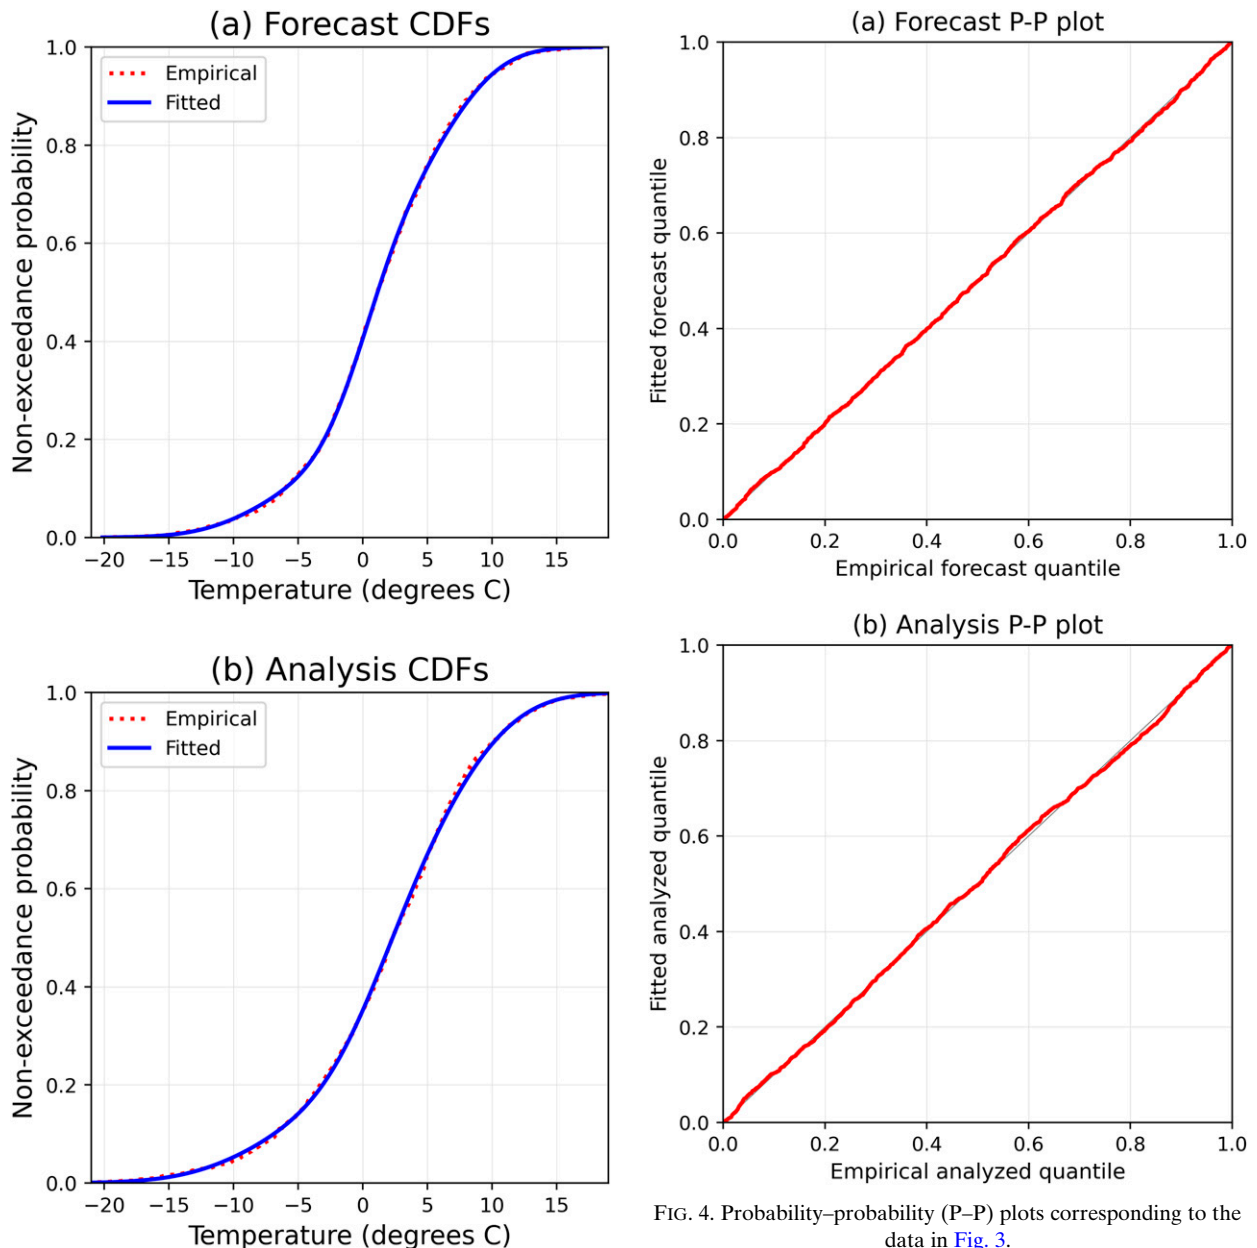 (a) Forecast CDFs
Non-exceedance probability
1.0
0.8
0.6
0.4
0.2
0.0
Empirical
Fitted
−20 −15 −10 −5 0 5 10 15
Temperature (degrees C)
(b) Analysis CDFs
Non-exceedance probability
1.0
0.8
0.6
0.4
0.2
0.0
Empirical
Fitted
−20 −15 −10 −5 0 5 10 15
Temperature (degrees C)
(a) Forecast P-P plot
Fitted forecast quantile
1.0
0.8
0.6
0.4
0.2
0.0
0.0 0.2 0.4 0.6 0.8 1.0
Empirical forecast quantile
(b) Analysis P-P plot
Fitted analyzed quantile
1.0
0.8
0.6
0.4
0.2
0.0
0.0 0.2 0.4 0.6 0.8 1.0
Empirical analyzed quantile
FIG. 4. Probability–probability (P–P) plots corresponding to the
data in Fig. 3.